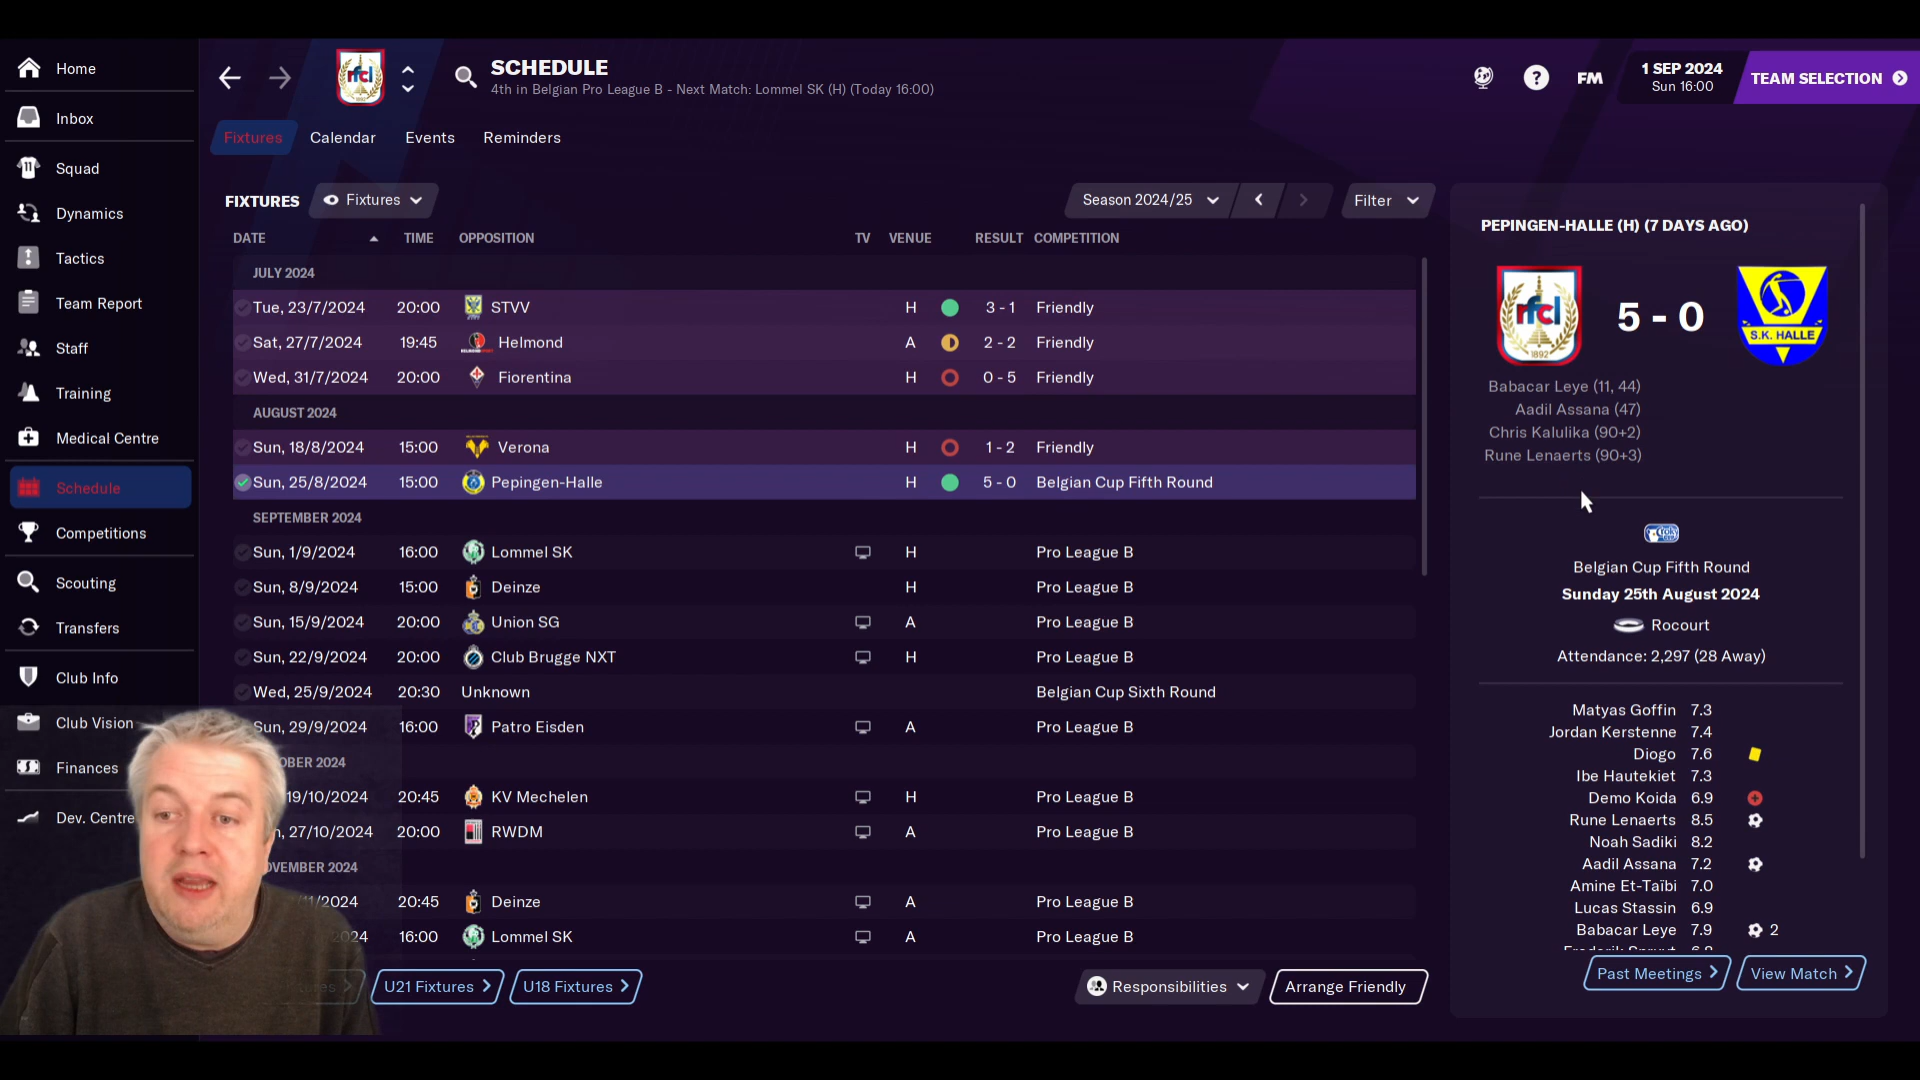 Home
Inbox
Squad
Dynamics
Tactics
Team Report
Staff
Training
Medical Centre
Schedule
Competitions
Scouting
Transfers
Club Info
Club Vision
Finances
Dev. Centre
SCHEDULE
4th in Belgian Pro League B - Next Match: Lommel SK (H) (Today 16:00)
FM
1 SEP 2024
Sun 16:00
TEAM SELECTION
Fixtures Calendar Events Reminders
FIXTURES Fixtures Season 2024/25 Filter
DATE TIME OPPOSITION TV VENUE RESULT COMPETITION
JULY 2024
Tue, 23/7/2024 20:00 STVV H 3 - 1 Friendly
Sat, 27/7/2024 19:45 Helmond A 2 - 2 Friendly
Wed, 31/7/2024 20:00 Fiorentina H 0 - 5 Friendly
AUGUST 2024
Sun, 18/8/2024 15:00 Verona H 1 - 2 Friendly
Sun, 25/8/2024 15:00 Pepingen-Halle H 5 - 0 Belgian Cup Fifth Round
SEPTEMBER 2024
Sun, 1/9/2024 16:00 Lommel SK H Pro League B
Sun, 8/9/2024 15:00 Deinze H Pro League B
Sun, 15/9/2024 20:00 Union SG A Pro League B
Sun, 22/9/2024 20:00 Club Brugge NXT H Pro League B
Wed, 25/9/2024 20:30 Unknown Belgian Cup Sixth Round
Sun, 29/9/2024 16:00 Patro Eisden A Pro League B
OBER 2024
19/10/2024 20:45 KV Mechelen H Pro League B
n, 27/10/2024 20:00 RWDM A Pro League B
OVEMBER 2024
/11/2024 20:45 Deinze A Pro League B
024 16:00 Lommel SK A Pro League B
U21 Fixtures U18 Fixtures Responsibilities Arrange Friendly
PEPINGEN-HALLE (H) (7 DAYS AGO)
rfcl
1892
5 - 0
S.K. HALLE
Babacar Leye (11, 44)
Aadil Assana (47)
Chris Kalulika (90+2)
Rune Lenaerts (90+3)
Belgian Cup Fifth Round
Sunday 25th August 2024
Rocourt
Attendance: 2,297 (28 Away)
Matyas Goffin 7.3
Jordan Kerstenne 7.4
Diogo 7.6
Ibe Hautekiet 7.3
Demo Koida 6.9
Rune Lenaerts 8.5
Noah Sadiki 8.2
Aadil Assana 7.2
Amine Et-Taïbi 7.0
Lucas Stassin 6.9
Babacar Leye 7.9 2
Past Meetings View Match